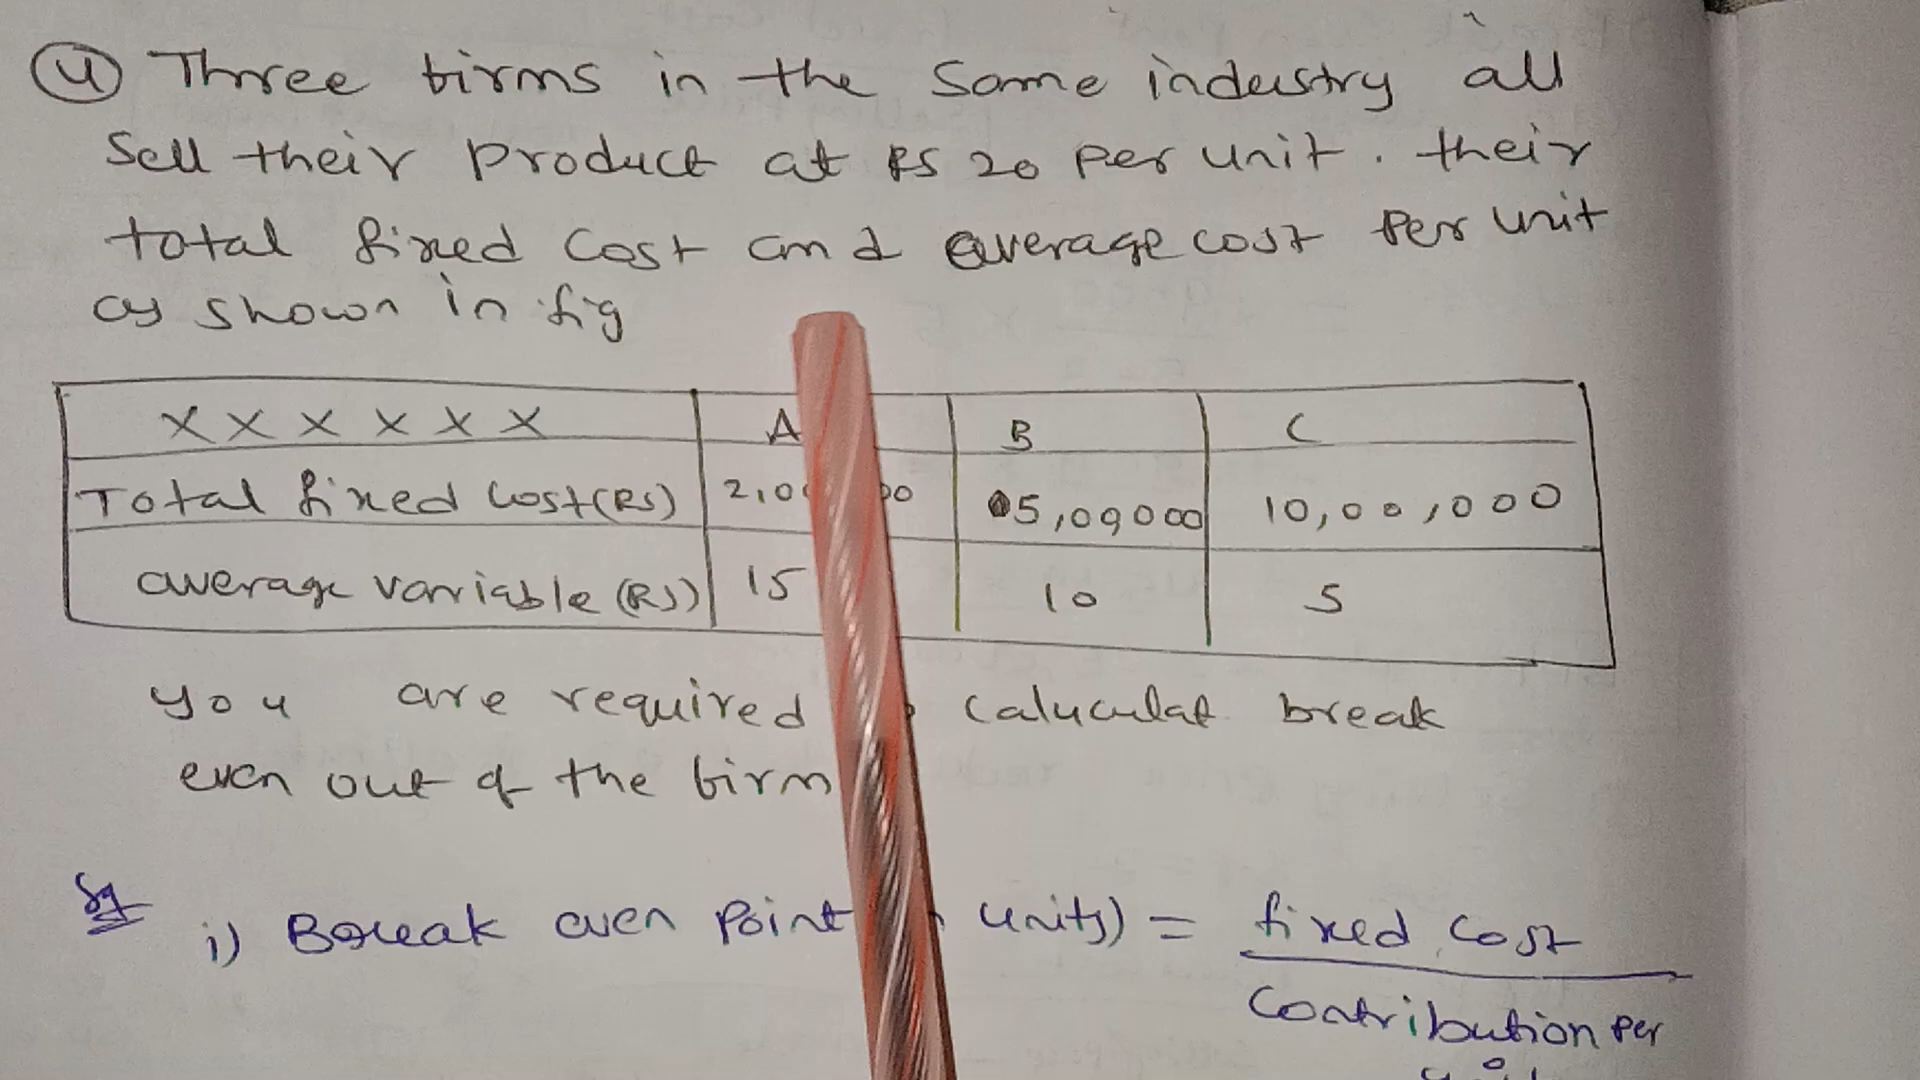 4 Three firms in the same industry all
Sell their product at RS 20 per unit. their
total fixed Cost and average cost per unit
as shown in fig
X X X X X X A B C
Total fixed cost(RS) 5,00000 10,00,000
average variable (RS) 15 10 5
you are required caluculat break
even out of the firm
Sol
i) Break even point units) = fixed cost
Contribution per